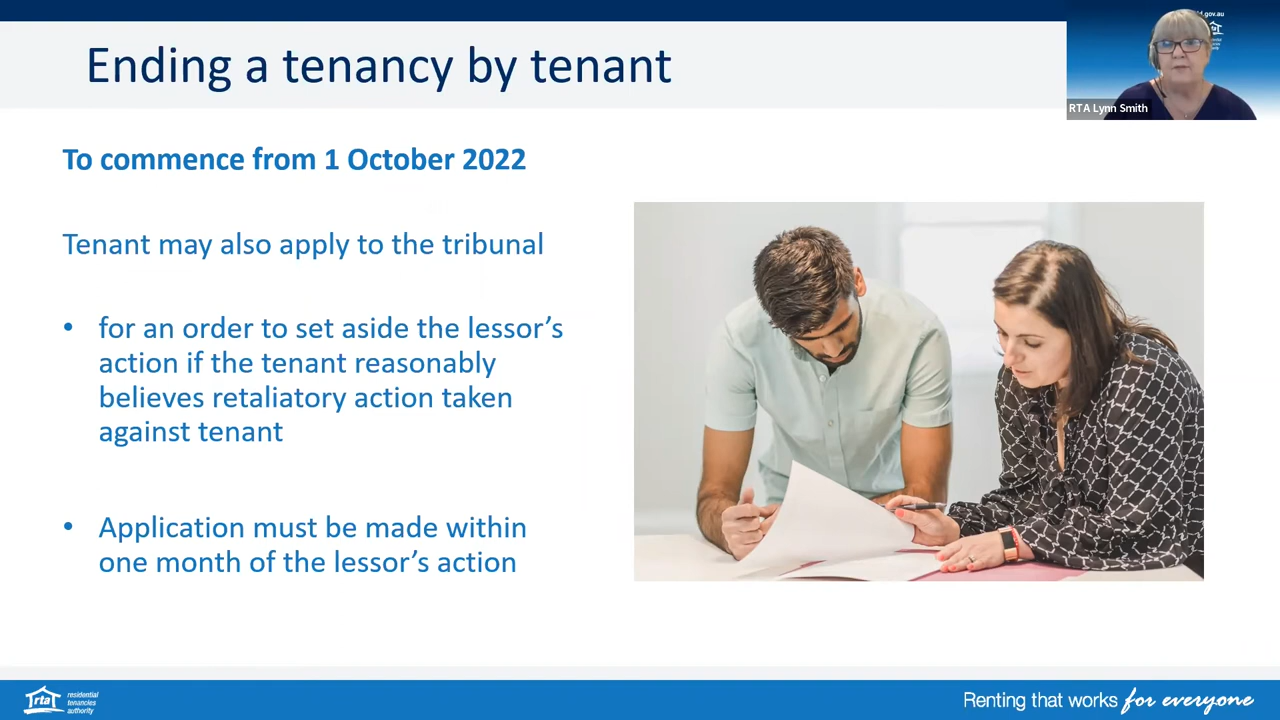 Ending a tenancy by tenant
RTA Lynn Smith
To commence from 1 October 2022
Tenant may also apply to the tribunal
• for an order to set aside the lessor’s
action if the tenant reasonably
believes retaliatory action taken
against tenant
• Application must be made within
one month of the lessor’s action
rta
residential
tenancies
authority
Renting that works for everyone